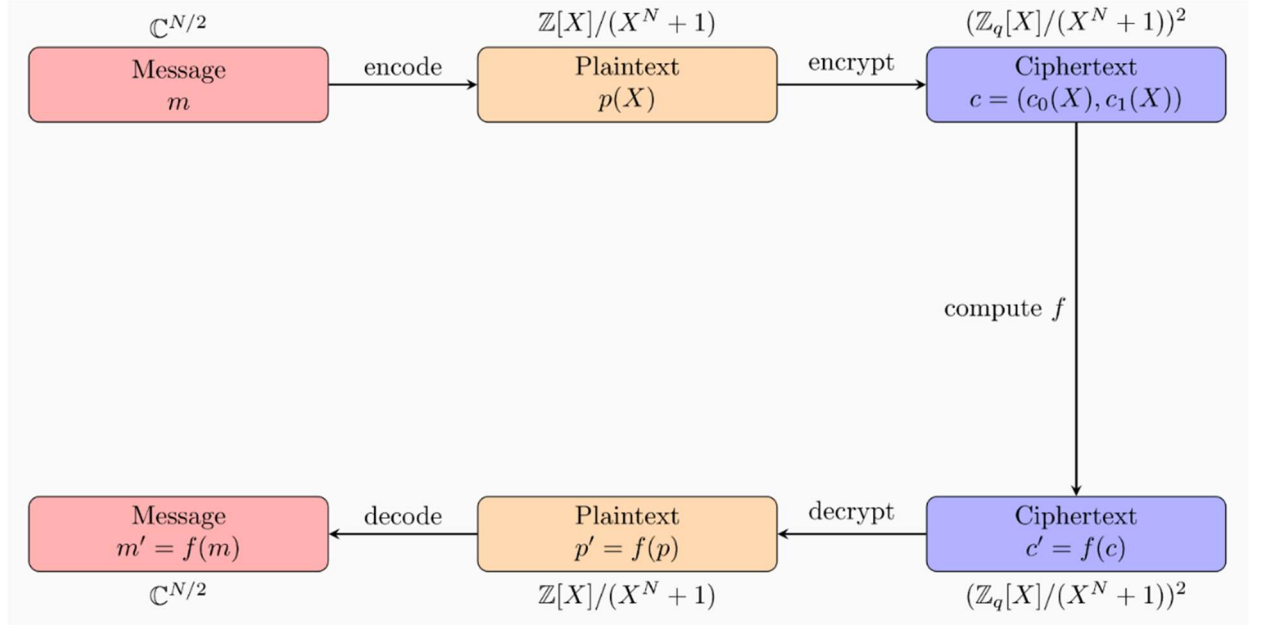 ℂ^{N/2}
ℤ[X]/(X^N + 1)
(ℤ_q[X]/(X^N + 1))^2
Message
m
encode
Plaintext
p(X)
encrypt
Ciphertext
c = (c_0(X), c_1(X))
compute f
Message
m′ = f(m)
decode
Plaintext
p′ = f(p)
decrypt
Ciphertext
c′ = f(c)
ℂ^{N/2}
ℤ[X]/(X^N + 1)
(ℤ_q[X]/(X^N + 1))^2